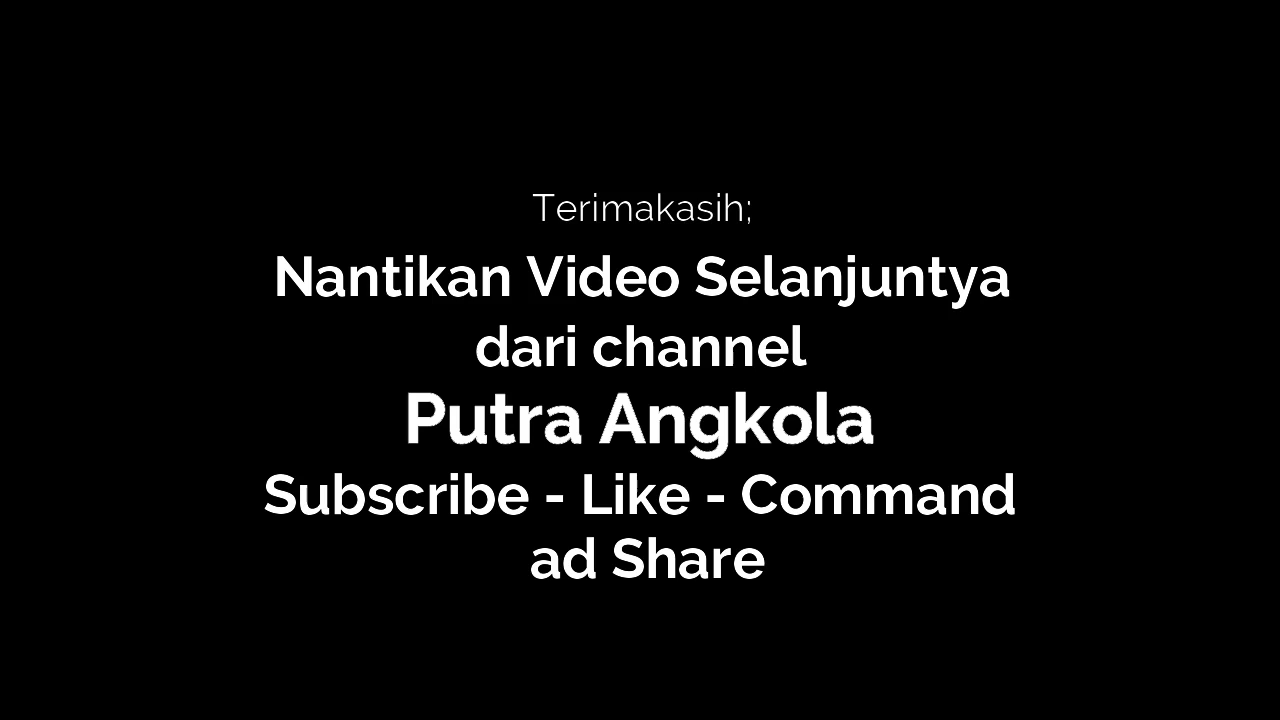 Terimakasih;
Nantikan Video Selanjuntya
dari channel
Putra Angkola
Subscribe - Like - Command
ad Share